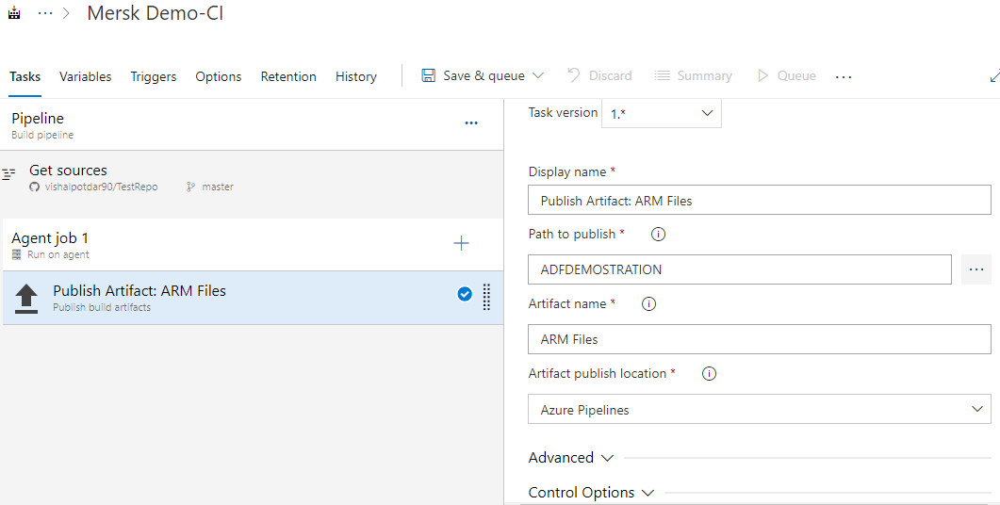 ··· > Mersk Demo-CI
Tasks Variables Triggers Options Retention History Save & queue Discard Summary Queue ...
Pipeline ...
Build pipeline
Get sources
vishalpotdar90/TestRepo master
Agent job 1 +
Run on agent
Publish Artifact: ARM Files
Publish build artifacts
Task version 1.*
Display name *
Publish Artifact: ARM Files
Path to publish *
ADFDEMOSTRATION ...
Artifact name *
ARM Files
Artifact publish location *
Azure Pipelines
Advanced
Control Options